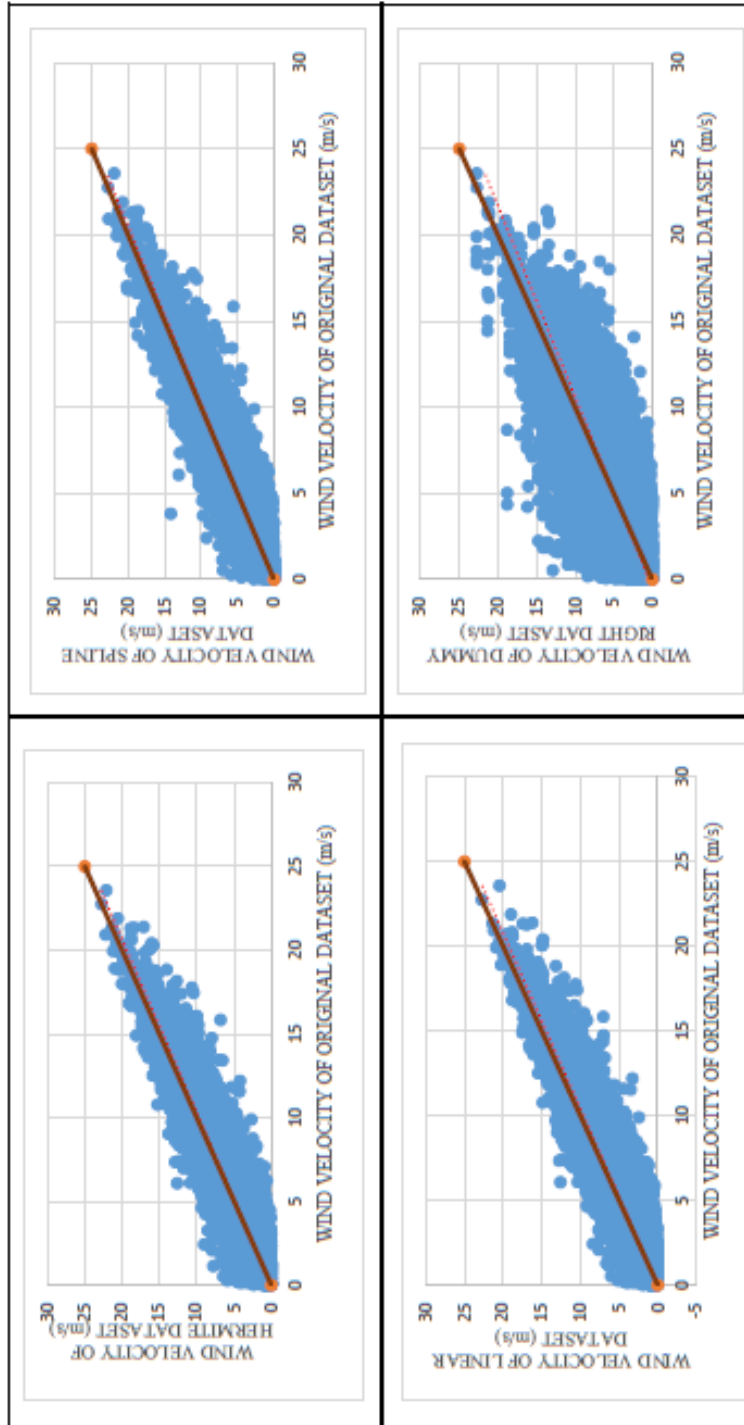 WIND VELOCITY OF
HERMITE DATASET (m/s)
30
25
20
15
10
5
0
0 5 10 15 20 25 30
WIND VELOCITY OF ORIGINAL DATASET (m/s)
WIND VELOCITY OF SPLINE
DATASET (m/s)
30
25
20
15
10
5
0
0 5 10 15 20 25 30
WIND VELOCITY OF ORIGINAL DATASET (m/s)
WIND VELOCITY OF LINEAR
DATASET (m/s)
30
25
20
15
10
5
0
-5
0 5 10 15 20 25 30
WIND VELOCITY OF ORIGINAL DATASET (m/s)
WIND VELOCITY OF DUMMY
RIGHT DATASET (m/s)
30
25
20
15
10
5
0
0 5 10 15 20 25 30
WIND VELOCITY OF ORIGINAL DATASET (m/s)